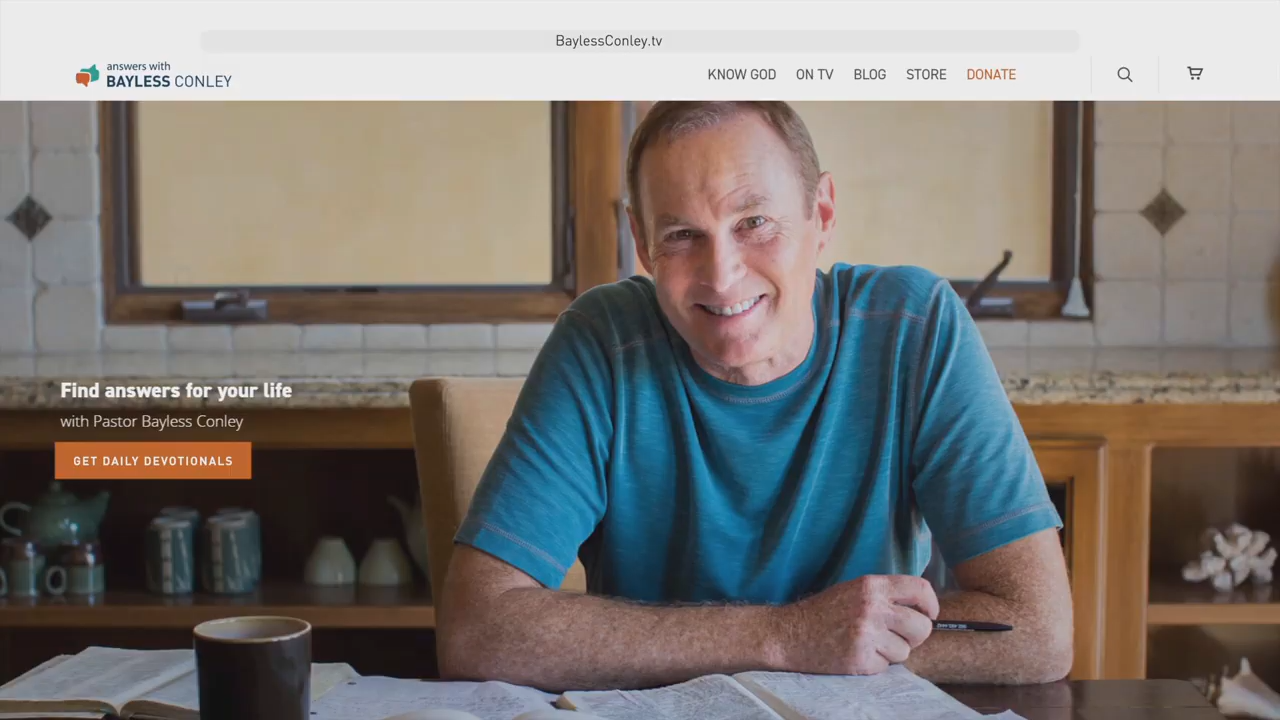 BaylessConley.tv
answers with
BAYLESS CONLEY
KNOW GOD ON TV BLOG STORE DONATE
Find answers for your life
with Pastor Bayless Conley
GET DAILY DEVOTIONALS